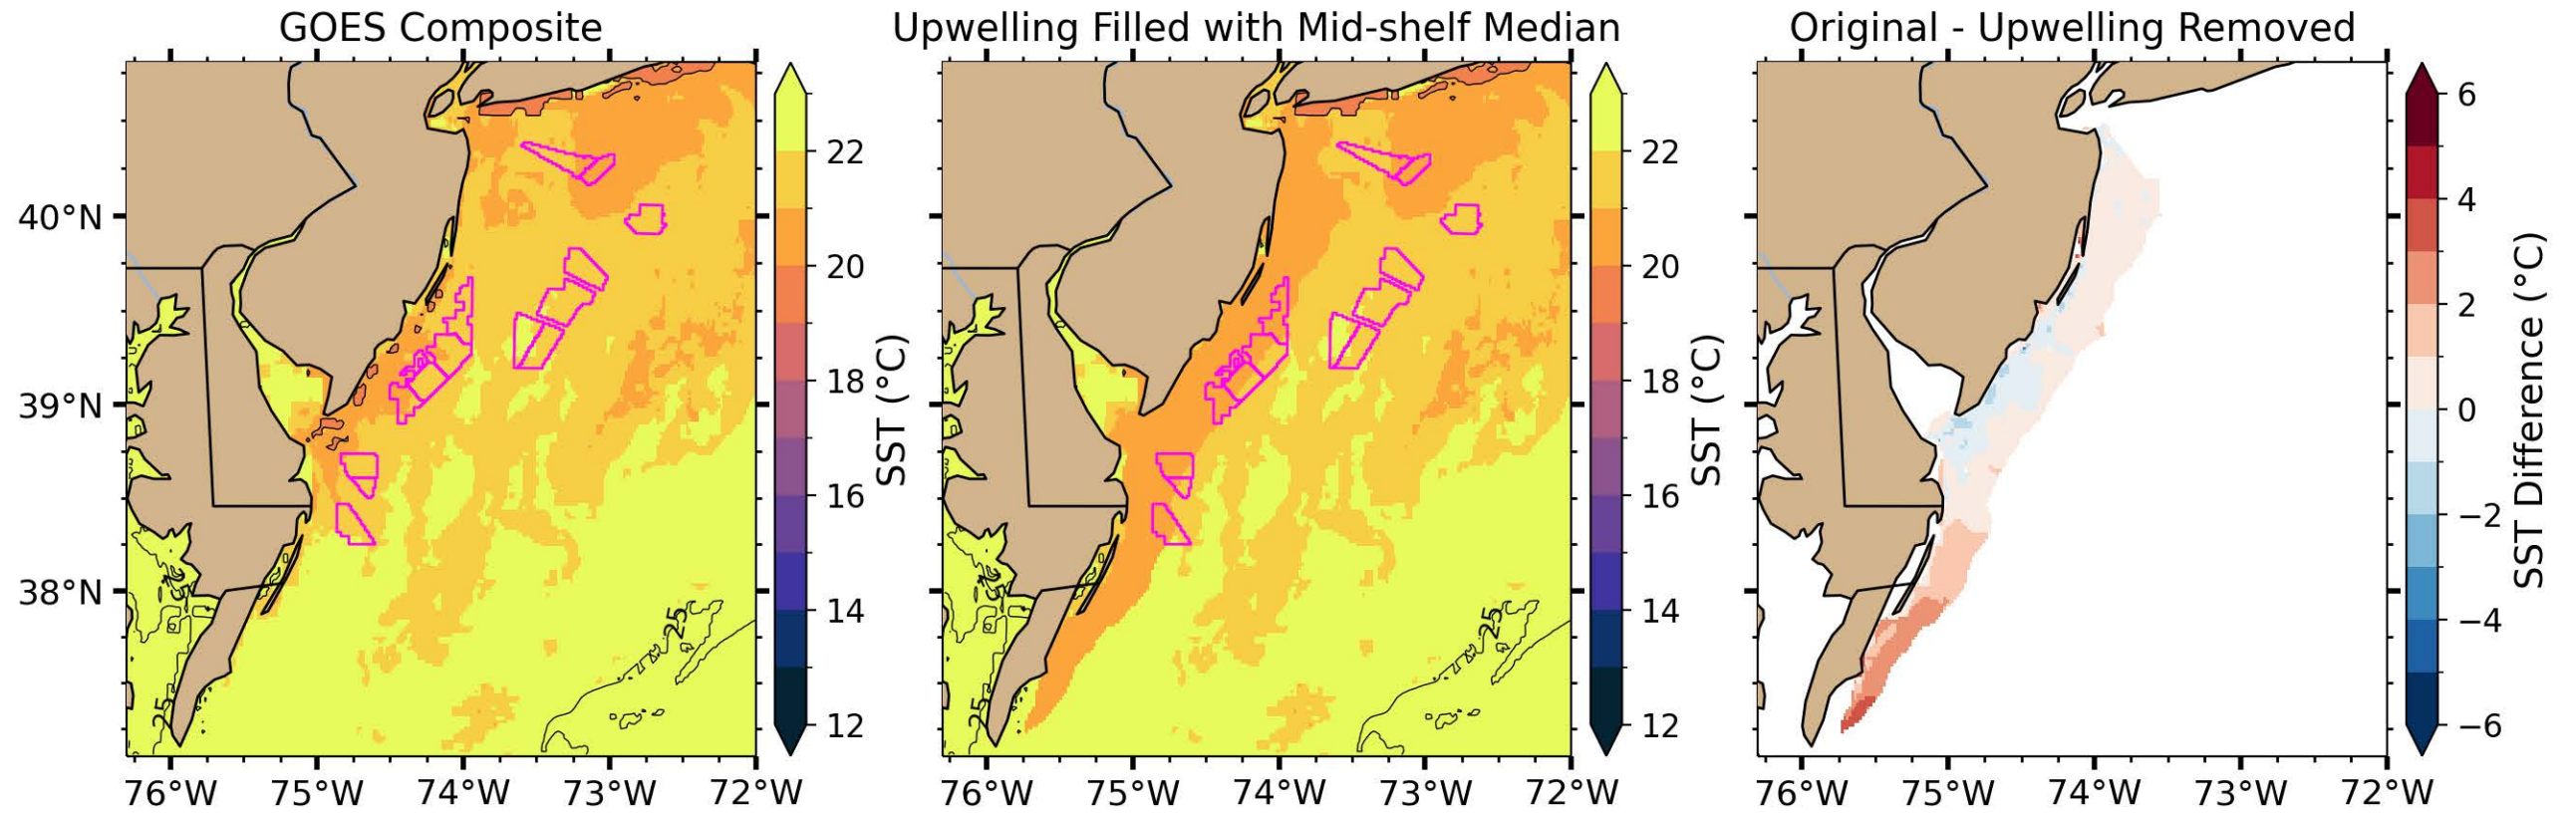 GOES Composite
Upwelling Filled with Mid-shelf Median
Original - Upwelling Removed
40°N
39°N
38°N
76°W
75°W
74°W
73°W
72°W
25
25
22
20
18
16
14
12
SST (°C)
76°W
75°W
74°W
73°W
72°W
25
25
22
20
18
16
14
12
SST (°C)
76°W
75°W
74°W
73°W
72°W
6
4
2
0
−2
−4
−6
SST Difference (°C)